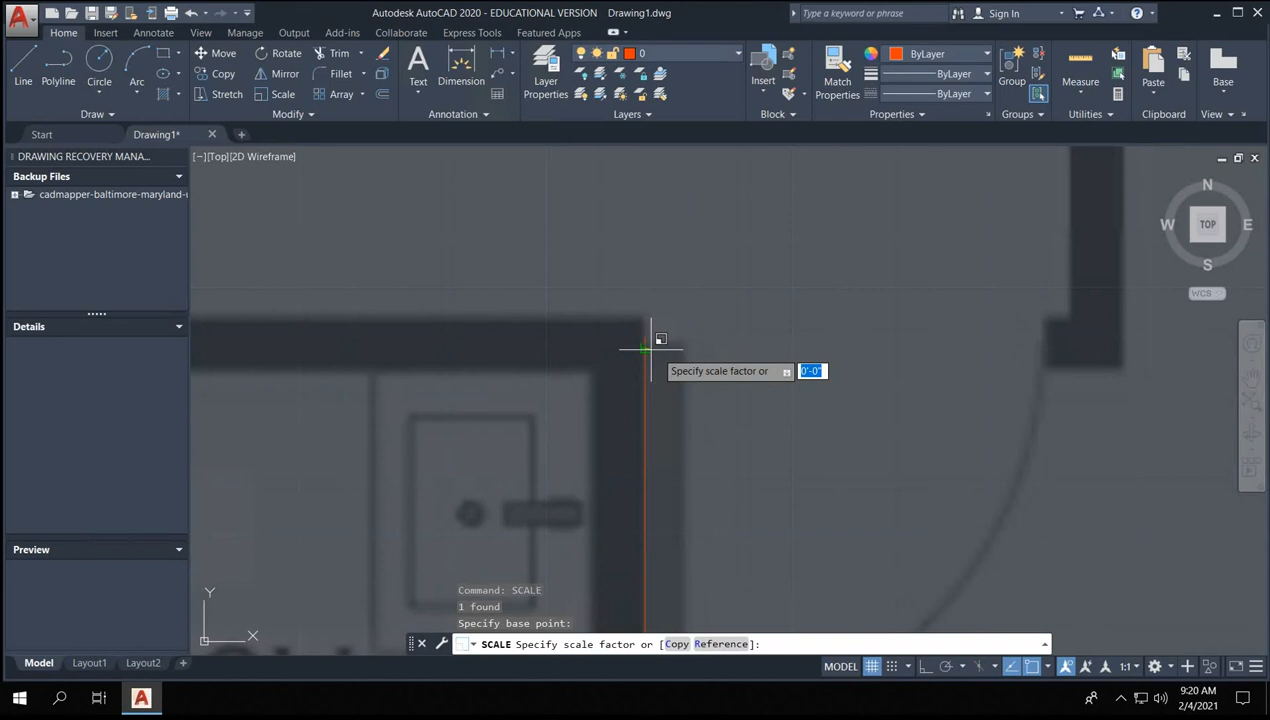 Autodesk AutoCAD 2020 - EDUCATIONAL VERSION Drawing1.dwg
Type a keyword or phrase
Sign In
Home Insert Annotate View Manage Output Add-ins Collaborate Express Tools Featured Apps
Line Polyline Circle Arc
Move Rotate Trim
Copy Mirror Fillet
Stretch Scale Array
Text Dimension
Layer Properties
0
Insert
Match Properties
ByLayer
ByLayer
ByLayer
Group Measure Paste Base
Draw Modify Annotation Layers Block Properties Groups Utilities Clipboard View
Start Drawing1*
DRAWING RECOVERY MANA...
Backup Files
cadmapper-baltimore-maryland-u
Details
Preview
[−][Top][2D Wireframe]
N
W TOP E
S
WCS
Specify scale factor or 0'-0"
Y
X
Command: SCALE
1 found
Specify base point:
SCALE Specify scale factor or [Copy Reference]:
Model Layout1 Layout2
MODEL 1:1
9:20 AM
2/4/2021